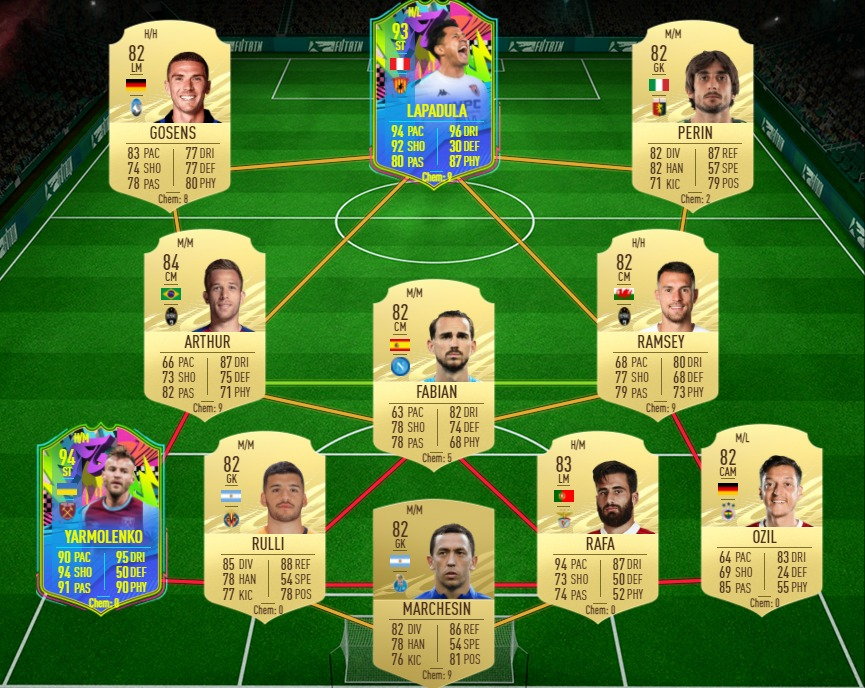 FUTBIN
FUTBIN
FUTBIN
H/H
82
LM
GOSENS
83 PAC 77 DRI
74 SHO 77 DEF
78 PAS 80 PHY
Chem: 8
M/L
93
ST
LAPADULA
94 PAC 96 DRI
92 SHO 30 DEF
80 PAS 87 PHY
Chem: 9
M/M
82
GK
PERIN
82 DIV 87 REF
82 HAN 57 SPE
71 KIC 79 POS
Chem: 2
M/M
84
CM
ARTHUR
66 PAC 87 DRI
73 SHO 75 DEF
82 PAS 71 PHY
Chem: 9
M/M
82
CM
FABIAN
63 PAC 82 DRI
78 SHO 74 DEF
78 PAS 68 PHY
Chem: 5
H/H
82
CM
RAMSEY
68 PAC 80 DRI
77 SHO 68 DEF
79 PAS 73 PHY
Chem: 9
H/M
94
ST
YARMOLENKO
90 PAC 95 DRI
94 SHO 50 DEF
91 PAS 90 PHY
Chem: 0
M/M
82
GK
RULLI
85 DIV 88 REF
78 HAN 54 SPE
77 KIC 78 POS
Chem: 0
M/M
82
GK
MARCHESIN
82 DIV 86 REF
78 HAN 54 SPE
76 KIC 81 POS
Chem: 9
H/M
83
LM
RAFA
94 PAC 87 DRI
73 SHO 50 DEF
74 PAS 52 PHY
Chem: 0
M/L
82
CAM
OZIL
64 PAC 83 DRI
69 SHO 24 DEF
85 PAS 55 PHY
Chem: 0